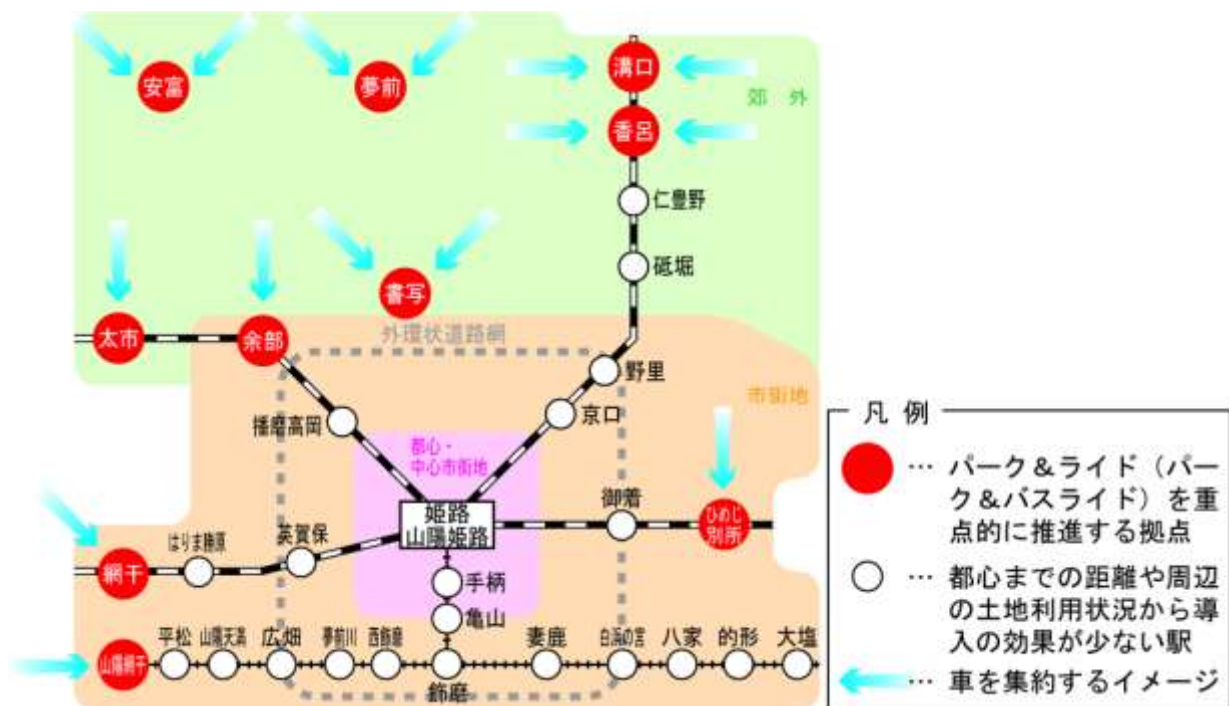 安富
夢前
溝口
郊 外
香呂
仁豊野
砥堀
書写
外環状道路網
太市
余部
野里
市街地
京口
播磨高岡
都心・
中心市街地
御着
ひめじ
別所
姫路
山陽姫路
はりま勝原
英賀保
網干
手柄
亀山
山陽網干
平松
山陽天満
広畑
夢前川
西飾磨
飾磨
妻鹿
白浜の宮
八家
的形
大塩
凡 例
… パーク&ライド(パー
ク&バスライド)を重
点的に推進する拠点
… 都心までの距離や周辺
の土地利用状況から導
入の効果が少ない駅
… 車を集約するイメージ